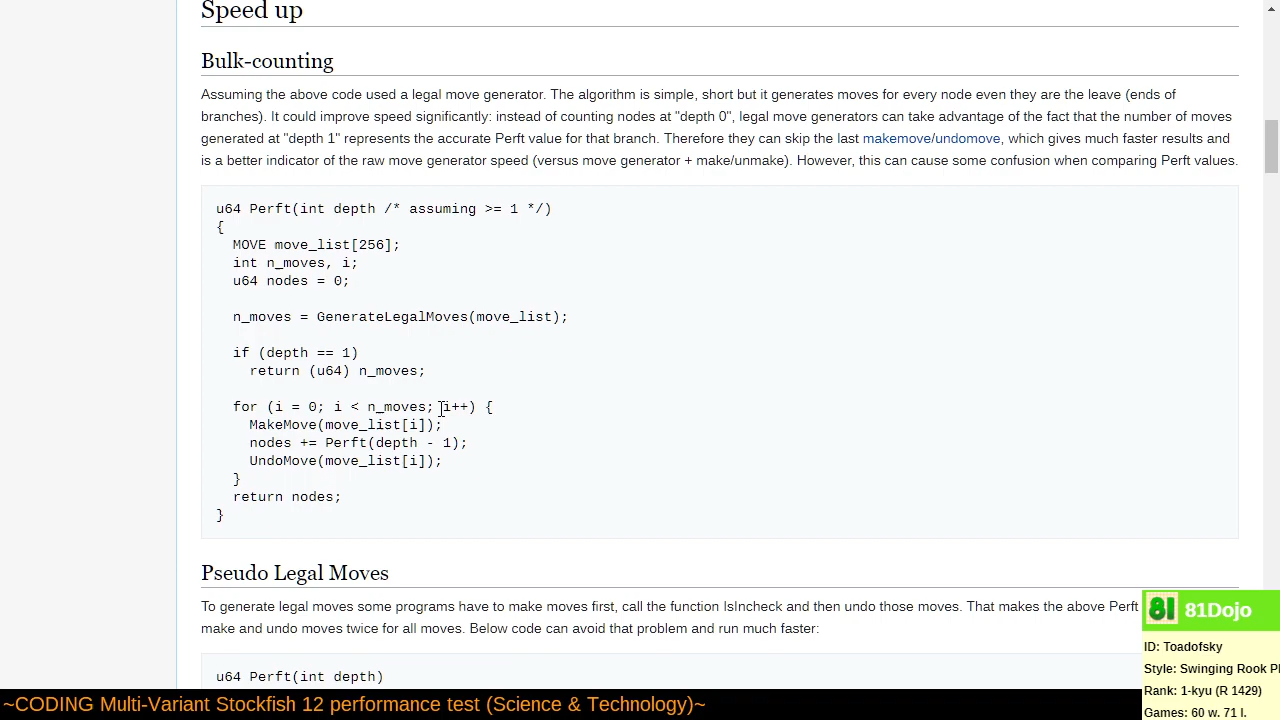 Speed up
Bulk-counting
Assuming the above code used a legal move generator. The algorithm is simple, short but it generates moves for every node even they are the leave (ends of
branches). It could improve speed significantly: instead of counting nodes at "depth 0", legal move generators can take advantage of the fact that the number of moves
generated at "depth 1" represents the accurate Perft value for that branch. Therefore they can skip the last makemove/undomove, which gives much faster results and
is a better indicator of the raw move generator speed (versus move generator + make/unmake). However, this can cause some confusion when comparing Perft values.
u64 Perft(int depth /* assuming >= 1 */)
{
  MOVE move_list[256];
  int n_moves, i;
  u64 nodes = 0;
  n_moves = GenerateLegalMoves(move_list);
  if (depth == 1)
    return (u64) n_moves;
  for (i = 0; i < n_moves; i++) {
    MakeMove(move_list[i]);
    nodes += Perft(depth - 1);
    UndoMove(move_list[i]);
  }
  return nodes;
}
Pseudo Legal Moves
To generate legal moves some programs have to make moves first, call the function IsIncheck and then undo those moves. That makes the above Perft
make and undo moves twice for all moves. Below code can avoid that problem and run much faster:
u64 Perft(int depth)
81 81Dojo
ID: Toadofsky
Style: Swinging Rook
Rank: 1-kyu (R 1429)
Games: 60 w. 71 l.
~CODING Multi-Variant Stockfish 12 performance test (Science & Technology)~